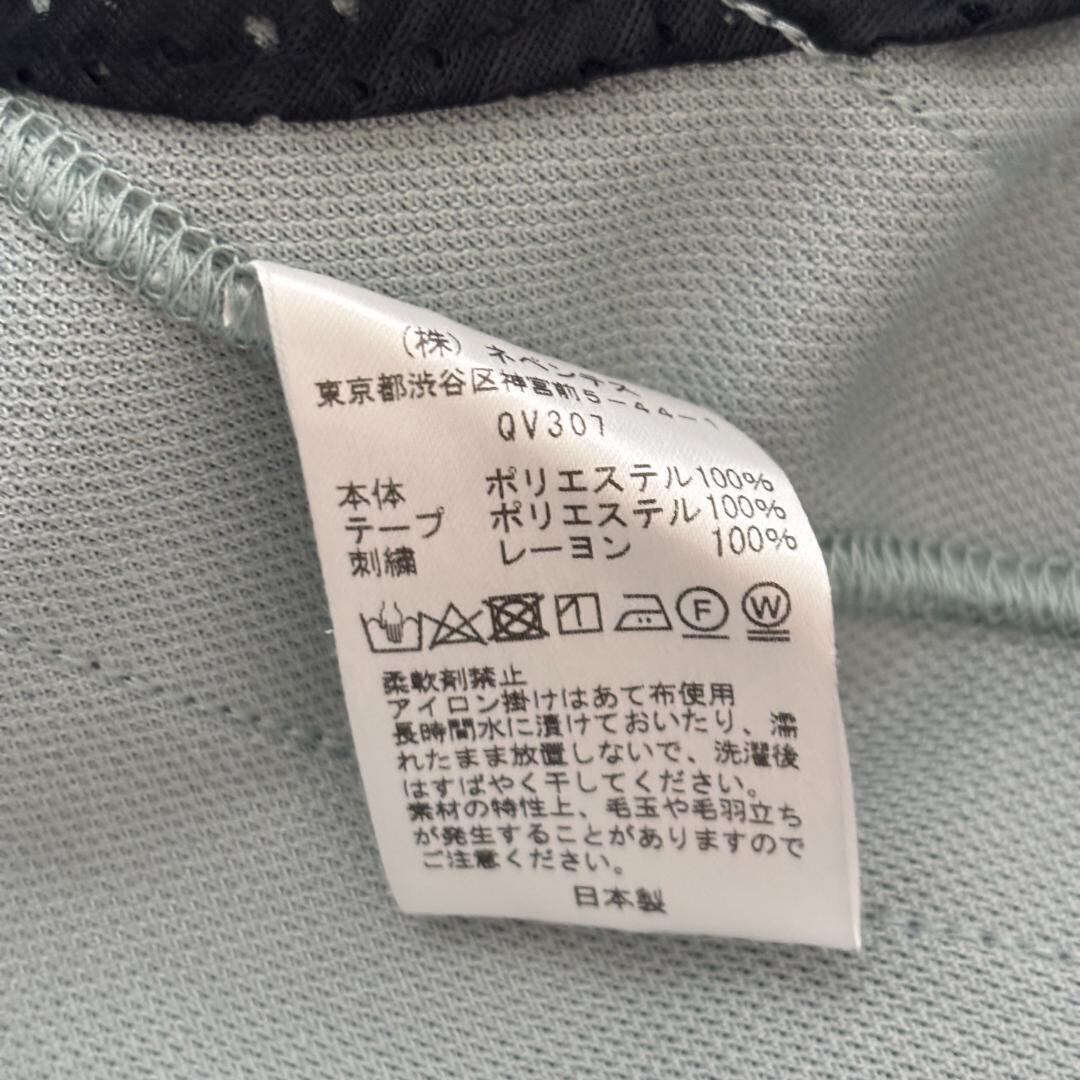 (株) ネペンテス
東京都渋谷区神宮前5-44-1
QV307
本体 ポリエステル100%
テープ ポリエステル100%
刺繍 レーヨン 100%
F W
柔軟剤禁止
アイロン掛けはあて布使用
長時間水に漬けておいたり、濡
れたまま放置しないで、洗濯後
はすばやく干してください。
素材の特性上、毛玉や毛羽立ち
が発生することがありますので
ご注意ください。
日本製